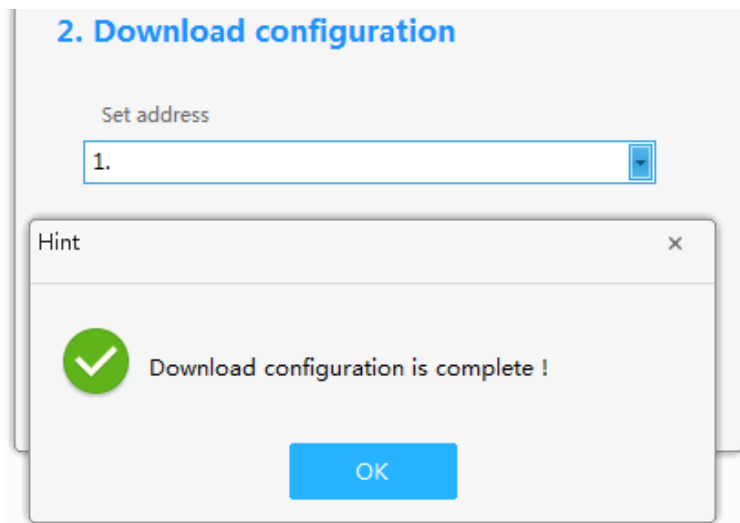 2. Download configuration
Set address
1.
Hint
Download configuration is complete !
OK